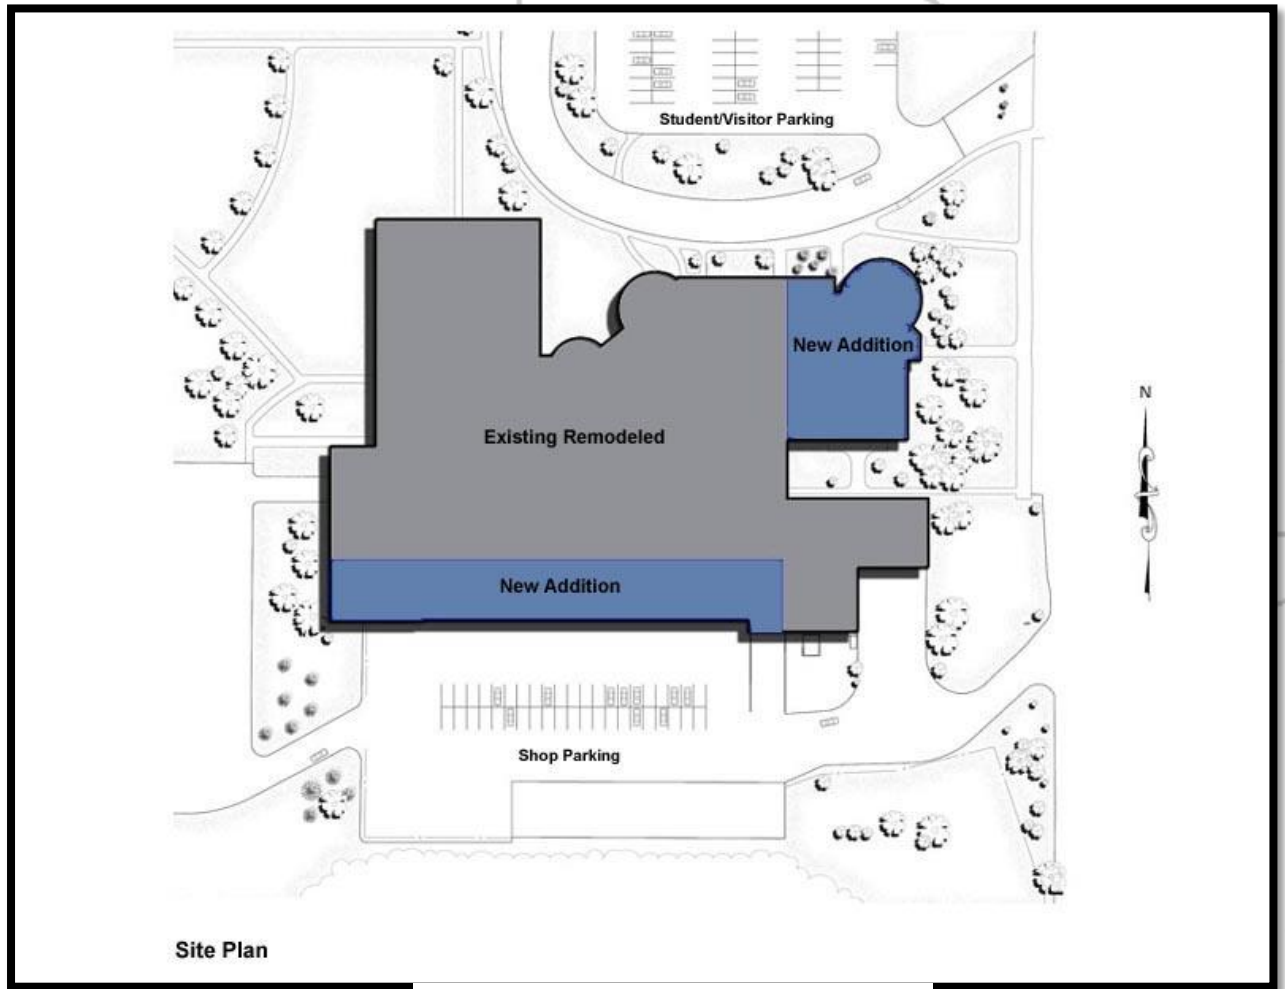 Student/Visitor Parking
New Addition
N
Existing Remodeled
New Addition
Shop Parking
Site Plan